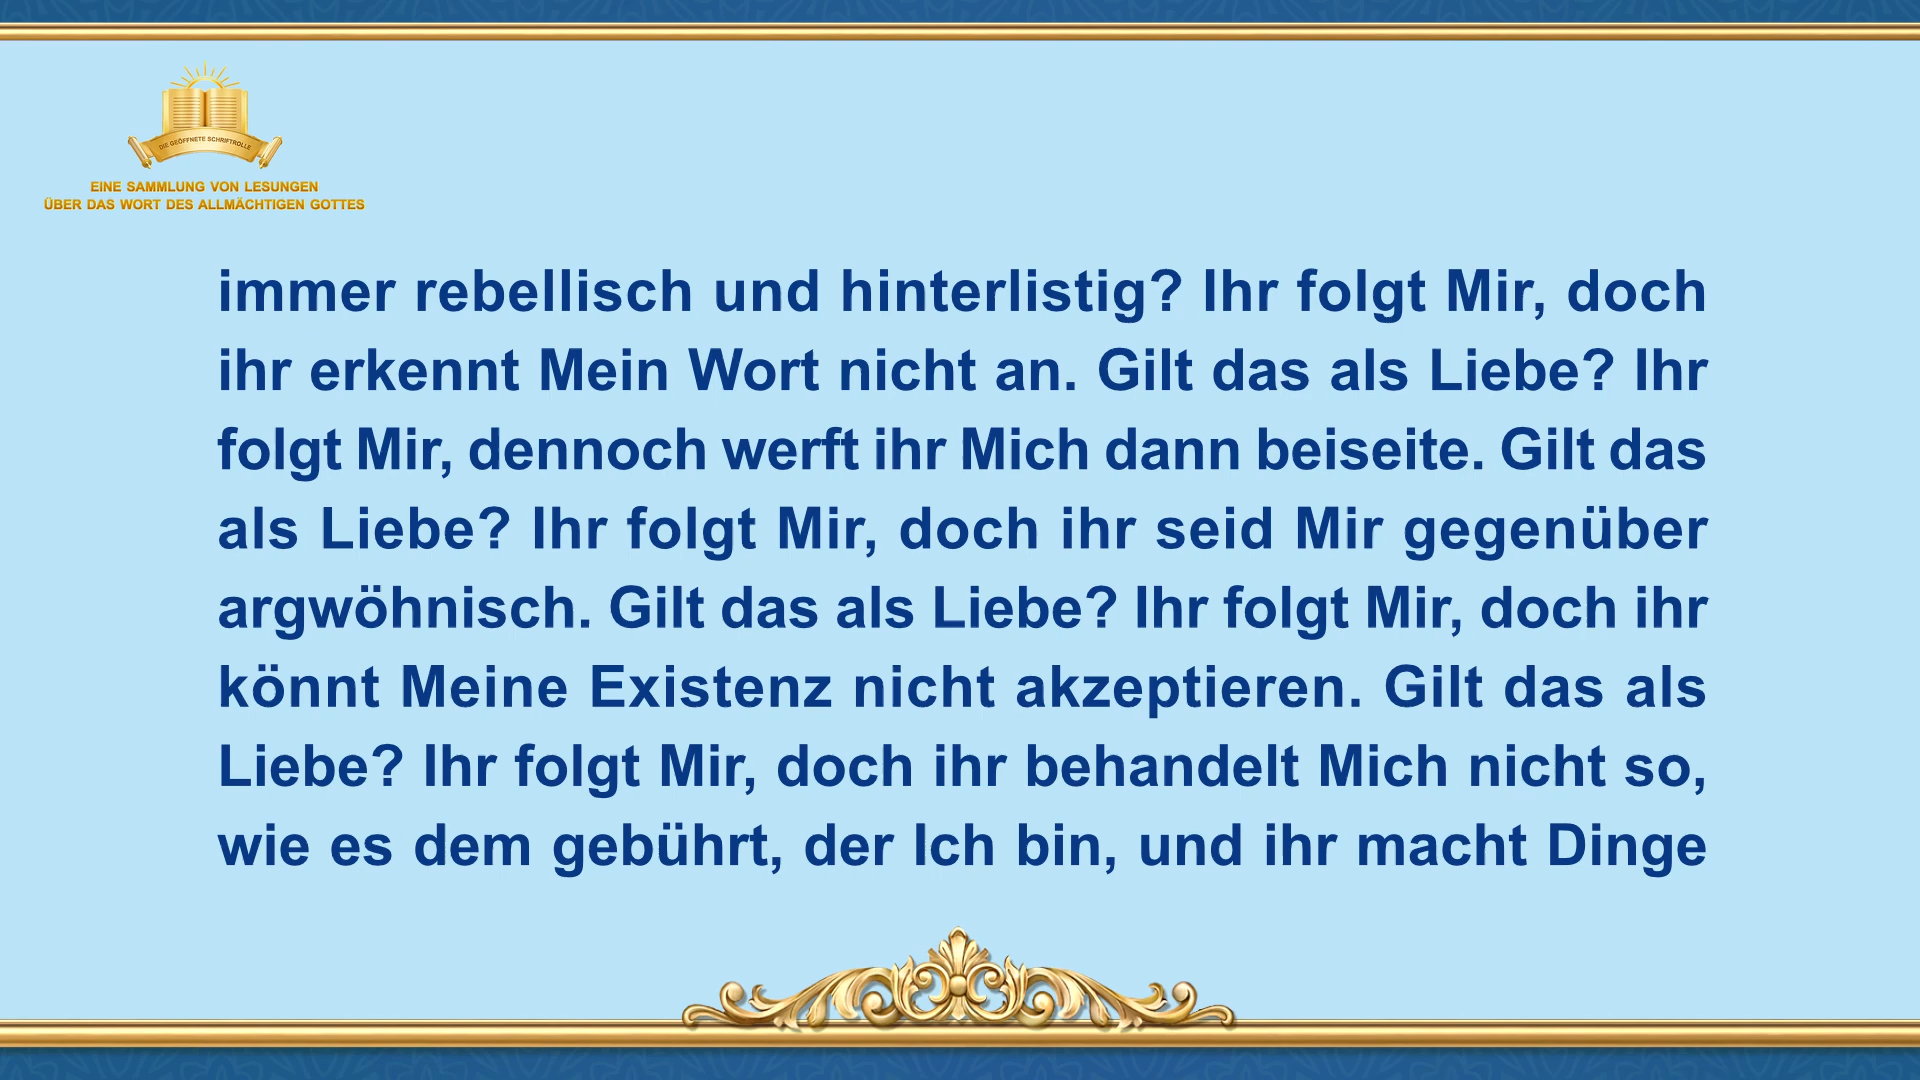 DIE GEÖFFNETE SCHRIFTROLLE
EINE SAMMLUNG VON LESUNGEN
ÜBER DAS WORT DES ALLMÄCHTIGEN GOTTES
immer rebellisch und hinterlistig? Ihr folgt Mir, doch
ihr erkennt Mein Wort nicht an. Gilt das als Liebe? Ihr
folgt Mir, dennoch werft ihr Mich dann beiseite. Gilt das
als Liebe? Ihr folgt Mir, doch ihr seid Mir gegenüber
argwöhnisch. Gilt das als Liebe? Ihr folgt Mir, doch ihr
könnt Meine Existenz nicht akzeptieren. Gilt das als
Liebe? Ihr folgt Mir, doch ihr behandelt Mich nicht so,
wie es dem gebührt, der Ich bin, und ihr macht Dinge